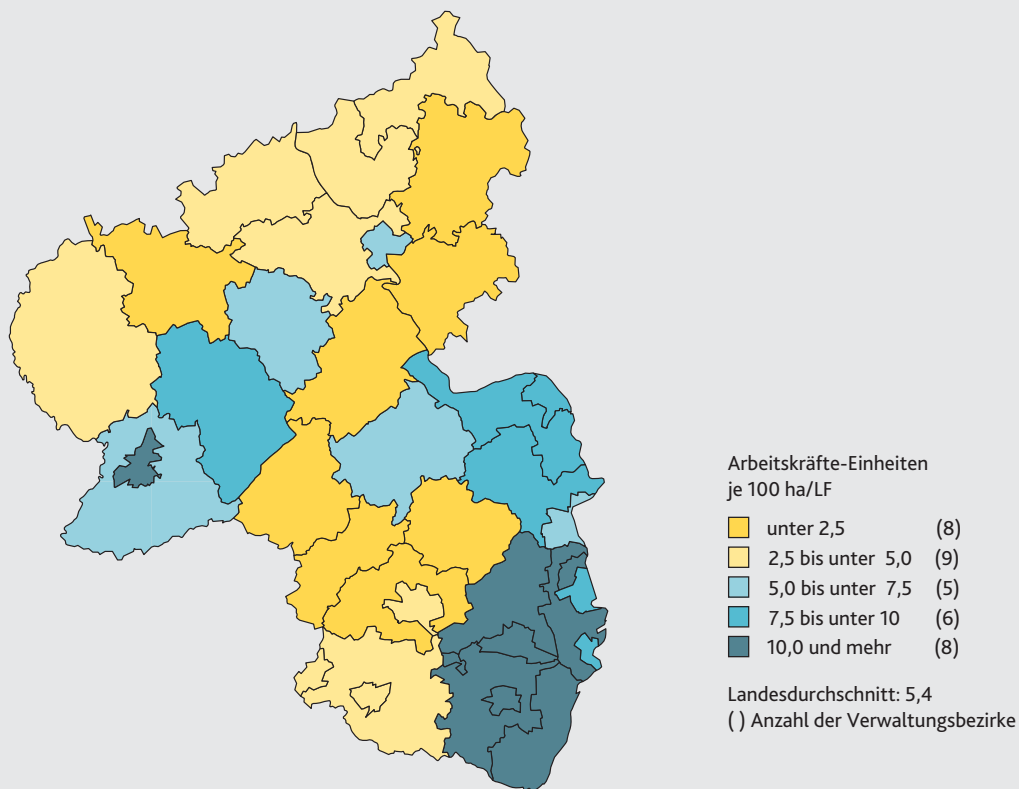 Arbeitskräfte-Einheiten
je 100 ha/LF
unter 2,5 (8)
2,5 bis unter 5,0 (9)
5,0 bis unter 7,5 (5)
7,5 bis unter 10 (6)
10,0 und mehr (8)
Landesdurchschnitt: 5,4
( ) Anzahl der Verwaltungsbezirke